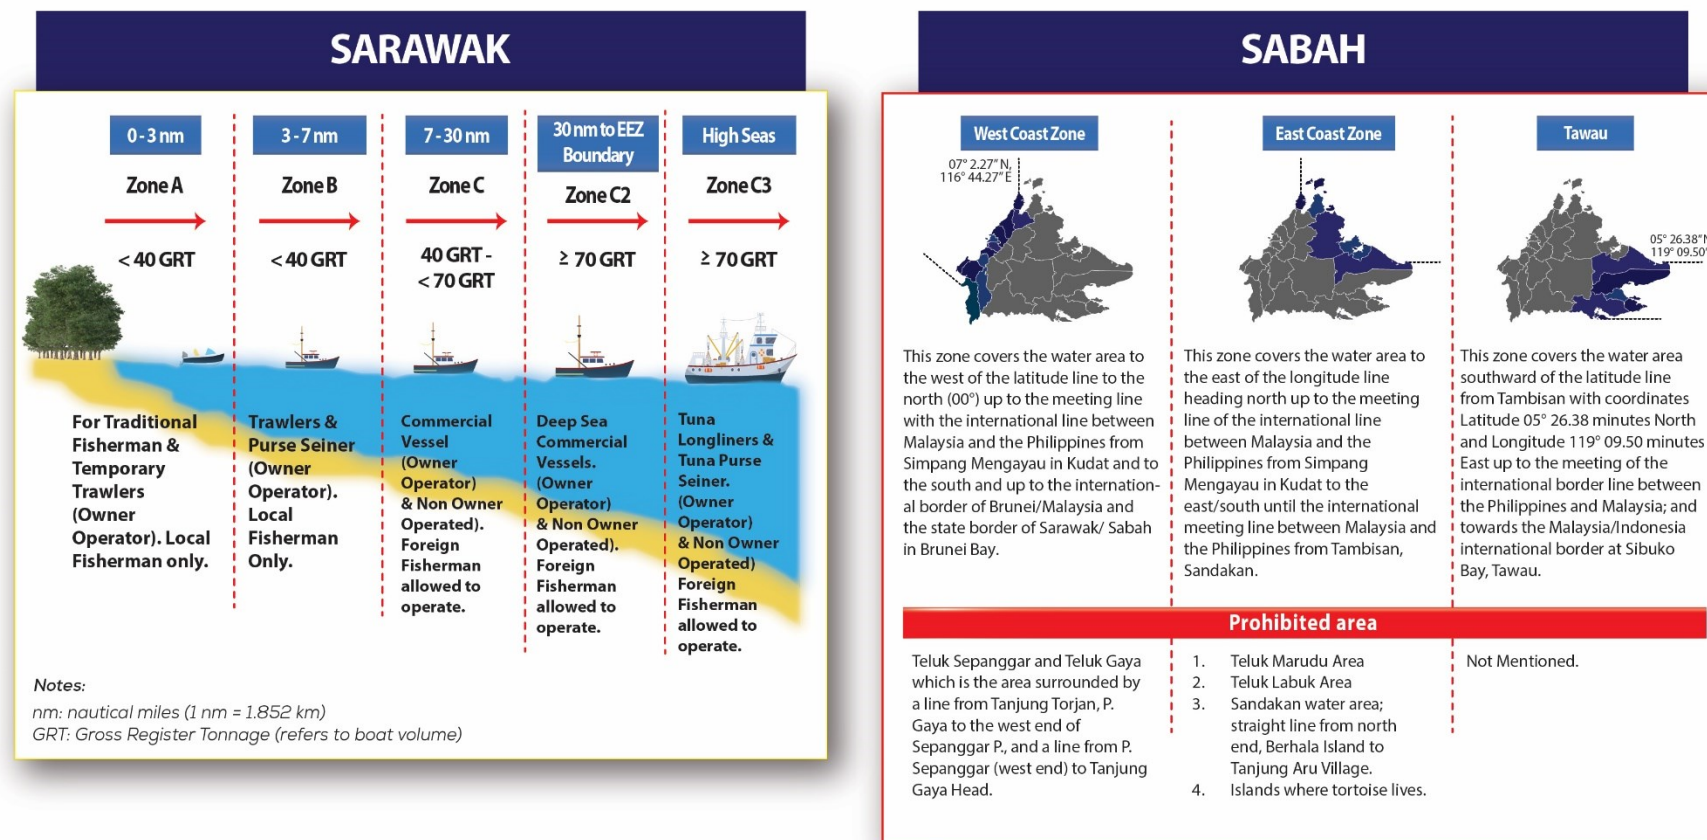 SARAWAK
0 - 3 nm
Zone A
< 40 GRT
For Traditional
Fisherman &
Temporary
Trawlers
(Owner
Operator). Local
Fisherman only.
3 - 7 nm
Zone B
< 40 GRT
Trawlers &
Purse Seiner
(Owner
Operator).
Local
Fisherman
Only.
7 - 30 nm
Zone C
40 GRT -
< 70 GRT
Commercial
Vessel
(Owner
Operator)
& Non Owner
Operated).
Foreign
Fisherman
allowed to
operate.
30 nm to EEZ
Boundary
Zone C2
≥ 70 GRT
Deep Sea
Commercial
Vessels.
(Owner
Operator)
& Non Owner
Operated).
Foreign
Fisherman
allowed to
operate.
High Seas
Zone C3
≥ 70 GRT
Tuna
Longliners &
Tuna Purse
Seiner.
(Owner
Operator)
& Non Owner
Operated)
Foreign
Fisherman
allowed to
operate.
Notes:
nm: nautical miles (1 nm = 1.852 km)
GRT: Gross Register Tonnage (refers to boat volume)
SABAH
West Coast Zone
07° 2.27" N,
116° 44.27" E
This zone covers the water area to
the west of the latitude line to the
north (00°) up to the meeting line
with the international line between
Malaysia and the Philippines from
Simpang Mengayau in Kudat and to
the south and up to the internation-
al border of Brunei/Malaysia and
the state border of Sarawak/ Sabah
in Brunei Bay.
East Coast Zone
This zone covers the water area to
the east of the longitude line
heading north up to the meeting
line of the international line
between Malaysia and the
Philippines from Simpang
Mengayau in Kudat to the
east/south until the international
meeting line between Malaysia and
the Philippines from Tambisan,
Sandakan.
Tawau
05° 26.38"N
119° 09.50"
This zone covers the water area
southward of the latitude line
from Tambisan with coordinates
Latitude 05° 26.38 minutes North
and Longitude 119° 09.50 minutes
East up to the meeting of the
international border line between
the Philippines and Malaysia; and
towards the Malaysia/Indonesia
international border at Sibuko
Bay, Tawau.
Prohibited area
Teluk Sepanggar and Teluk Gaya
which is the area surrounded by
a line from Tanjung Torjan, P.
Gaya to the west end of
Sepanggar P., and a line from P.
Sepanggar (west end) to Tanjung
Gaya Head.
1. Teluk Marudu Area
2. Teluk Labuk Area
3. Sandakan water area;
straight line from north
end, Berhala Island to
Tanjung Aru Village.
4. Islands where tortoise lives.
Not Mentioned.